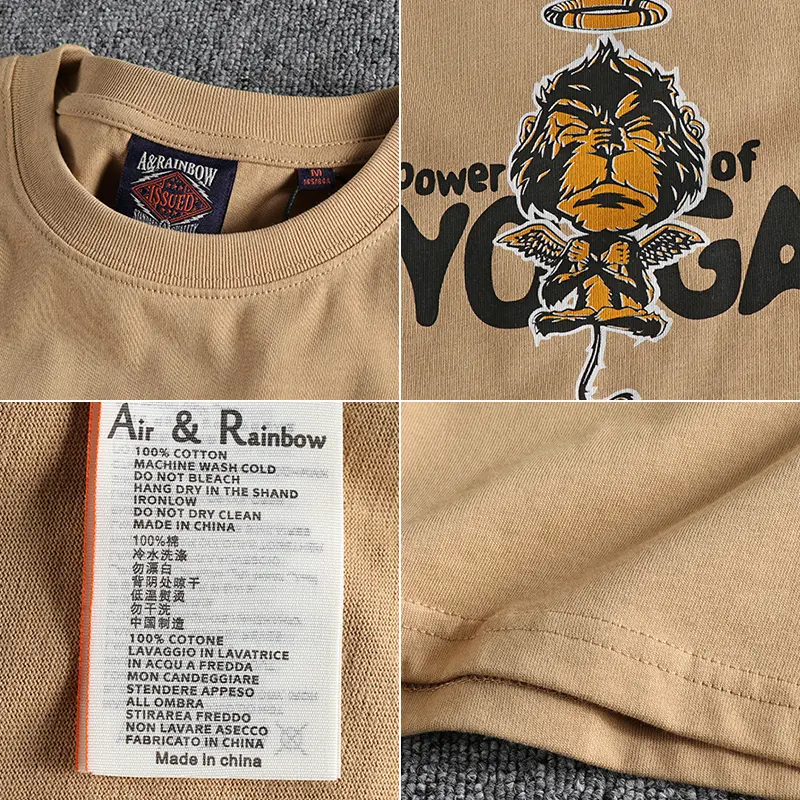 A&RAINBOW
ISSUED
M
Power of
YOGA
Air & Rainbow
100% COTTON
MACHINE WASH COLD
DO NOT BLEACH
HANG DRY IN THE SHAND
IRONLOW
DO NOT DRY CLEAN
MADE IN CHINA
100%棉
冷水洗涤
勿漂白
背阴处晾干
低溫熨烫
勿干洗
中国制造
100% COTONE
LAVAGGIO IN LAVATRICE
IN ACQU A FREDDA
MON CANDEGGIARE
STENDERE APPESO
ALL OMBRA
STIRAREA FREDDO
NON LAVARE ASECCO
FABRICATO IN CHINA
Made in china